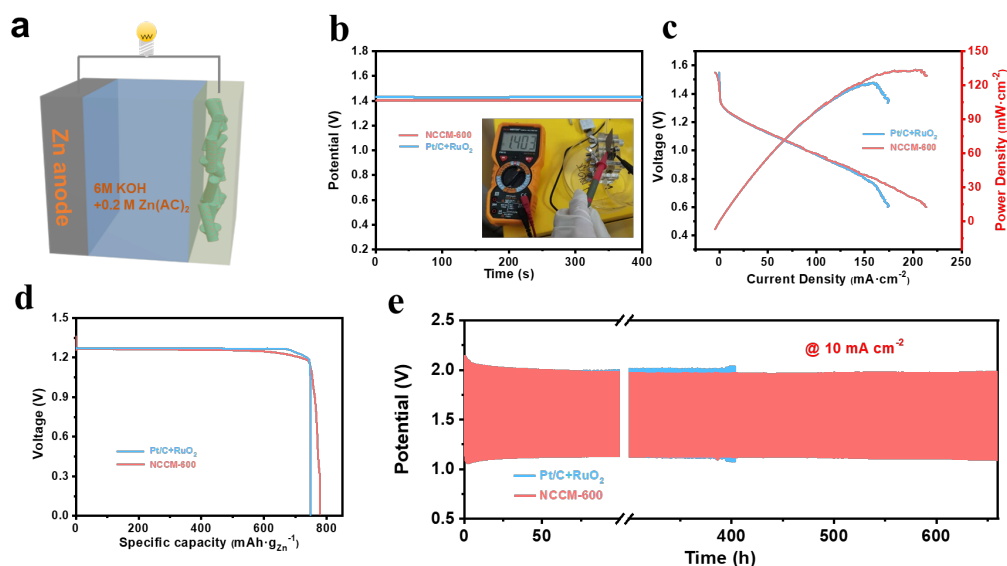 a
Zn anode
6M KOH
+0.2 M Zn(AC)₂
b
Potential (V)
1.8
1.6
1.4
1.2
1.0
0.8
0.6
0.4
0.2
NCCM-600
Pt/C+RuO₂
1.403
0 100 200 300 400
Time (s)
c
Voltage (V)
1.6
1.4
1.2
1.0
0.8
0.6
0.4
Pt/C+RuO₂
NCCM-600
150
120
90
60
30
0
Power Density (mW·cm⁻²)
0 50 100 150 200 250
Current Density (mA·cm⁻²)
d
Voltage (V)
1.5
1.2
0.9
0.6
0.3
0.0
Pt/C+RuO₂
NCCM-600
0 200 400 600 800
Specific capacity (mAh·g_Zn⁻¹)
e
Potential (V)
2.5
2.0
1.5
1.0
0.5
@ 10 mA cm⁻²
Pt/C+RuO₂
NCCM-600
0 50 400 500 600
Time (h)